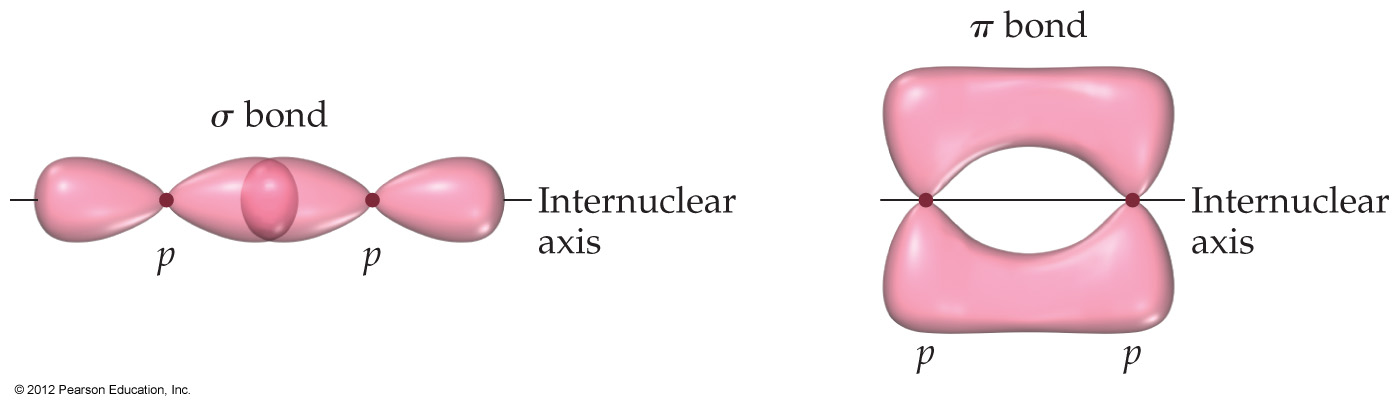 σ bond
Internuclear
axis
p
p
π bond
Internuclear
axis
p
p
© 2012 Pearson Education, Inc.